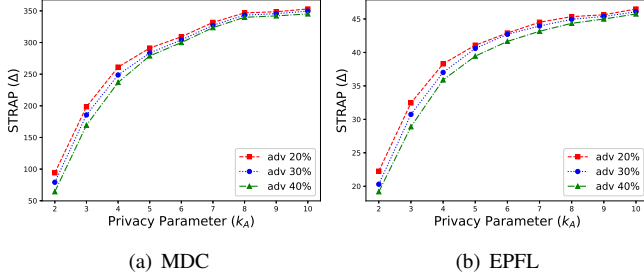 350
300
250
200
150
100
50
STRAP (Δ)
2 3 4 5 6 7 8 9 10
Privacy Parameter (k_A)
adv 20%
adv 30%
adv 40%
(a) MDC
45
40
35
30
25
20
STRAP (Δ)
2 3 4 5 6 7 8 9 10
Privacy Parameter (k_A)
adv 20%
adv 30%
adv 40%
(b) EPFL